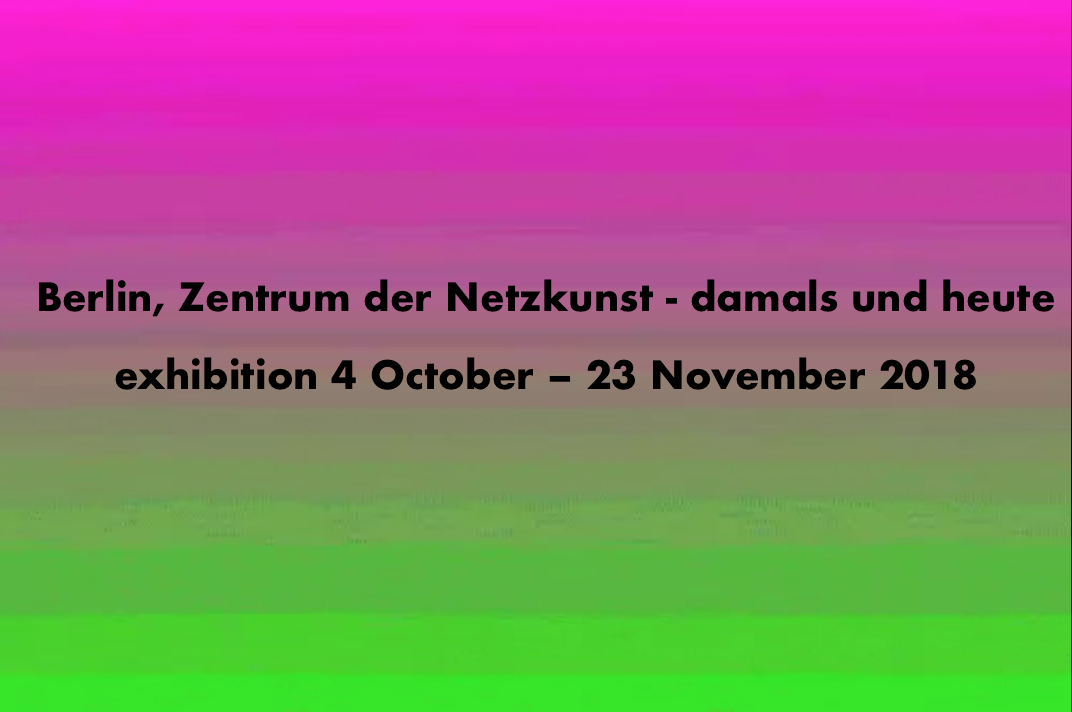 Berlin, Zentrum der Netzkunst - damals und heute
exhibition 4 October – 23 November 2018